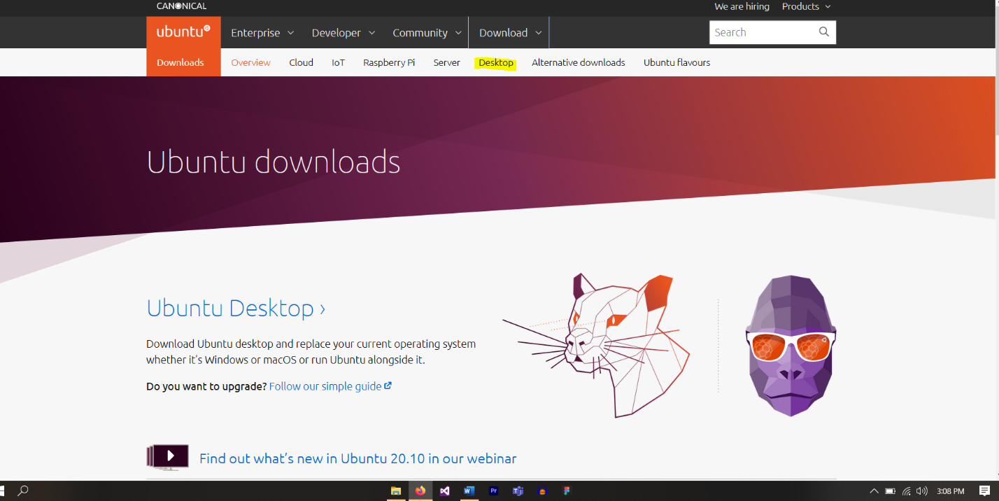 CANONICAL We are hiring Products
ubuntu Enterprise Developer Community Download Search
Downloads Overview Cloud IoT Raspberry Pi Server Desktop Alternative downloads Ubuntu flavours
Ubuntu downloads
Ubuntu Desktop ›
Download Ubuntu desktop and replace your current operating system
whether it's Windows or macOS or run Ubuntu alongside it.
Do you want to upgrade? Follow our simple guide
Find out what's new in Ubuntu 20.10 in our webinar
W Pr 3:08 PM